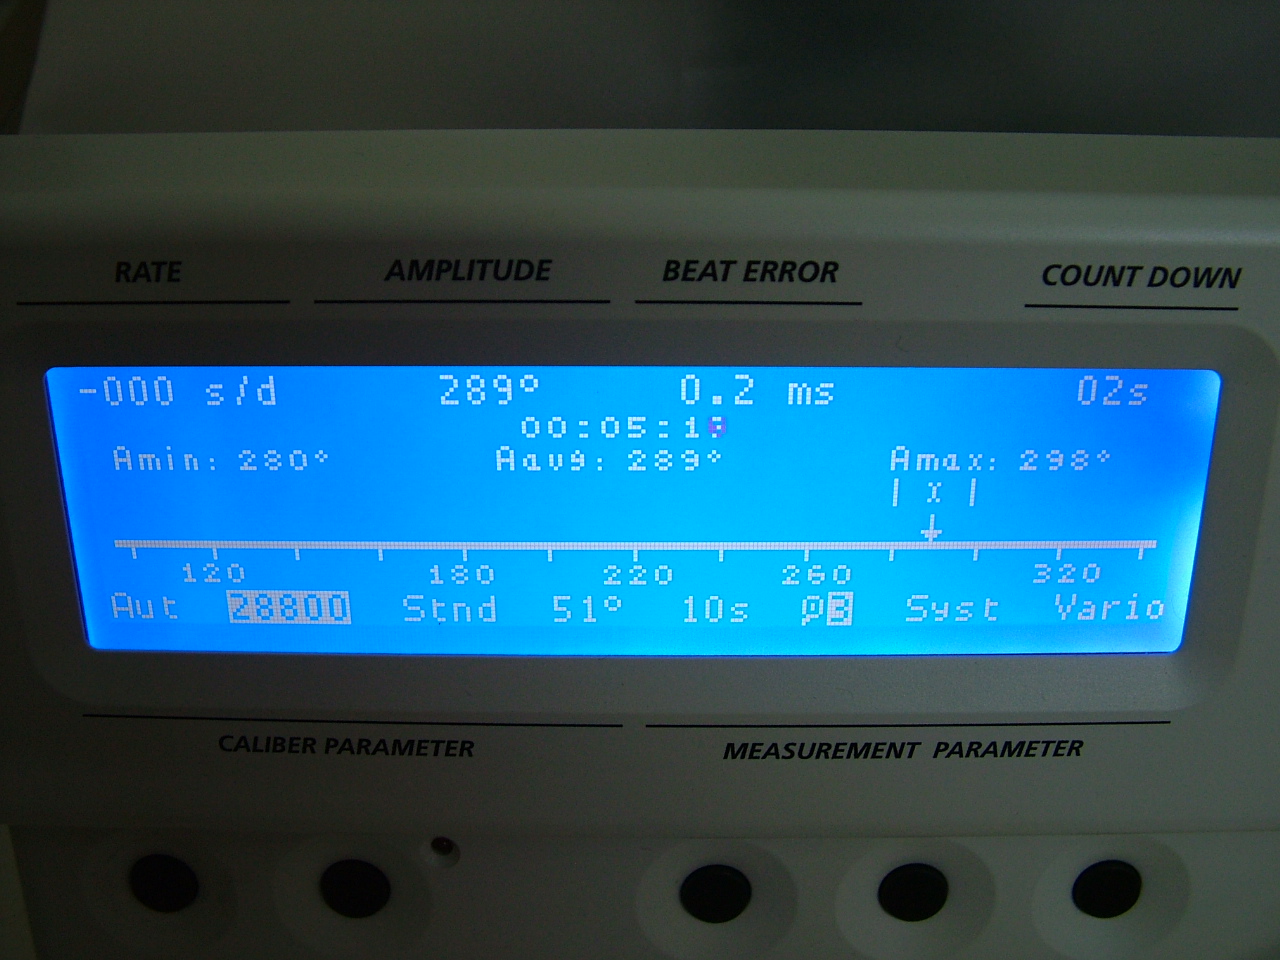 RATE AMPLITUDE BEAT ERROR COUNT DOWN
-000 s/d 289° 0.2 ms 02s
Amin: 280° Aavg: 289° Amax: 298°
| x |
120 180 220 260 320
Aut 28800 Stnd 51° 10s Syst Vario
CALIBER PARAMETER MEASUREMENT PARAMETER